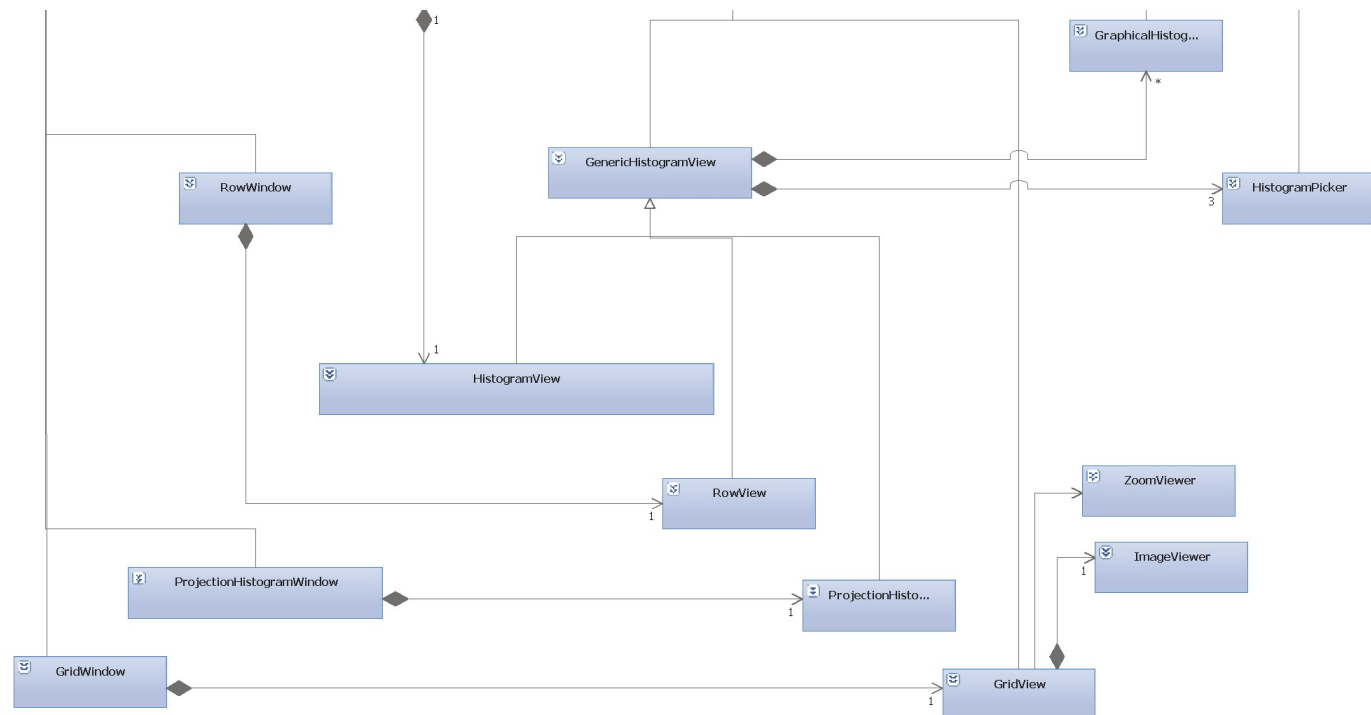 1
GraphicalHistog...
*
GenericHistogramView
RowWindow
HistogramPicker
3
1
HistogramView
ZoomViewer
RowView
1
ImageViewer
1
ProjectionHistogramWindow
ProjectionHisto...
1
GridWindow
GridView
1